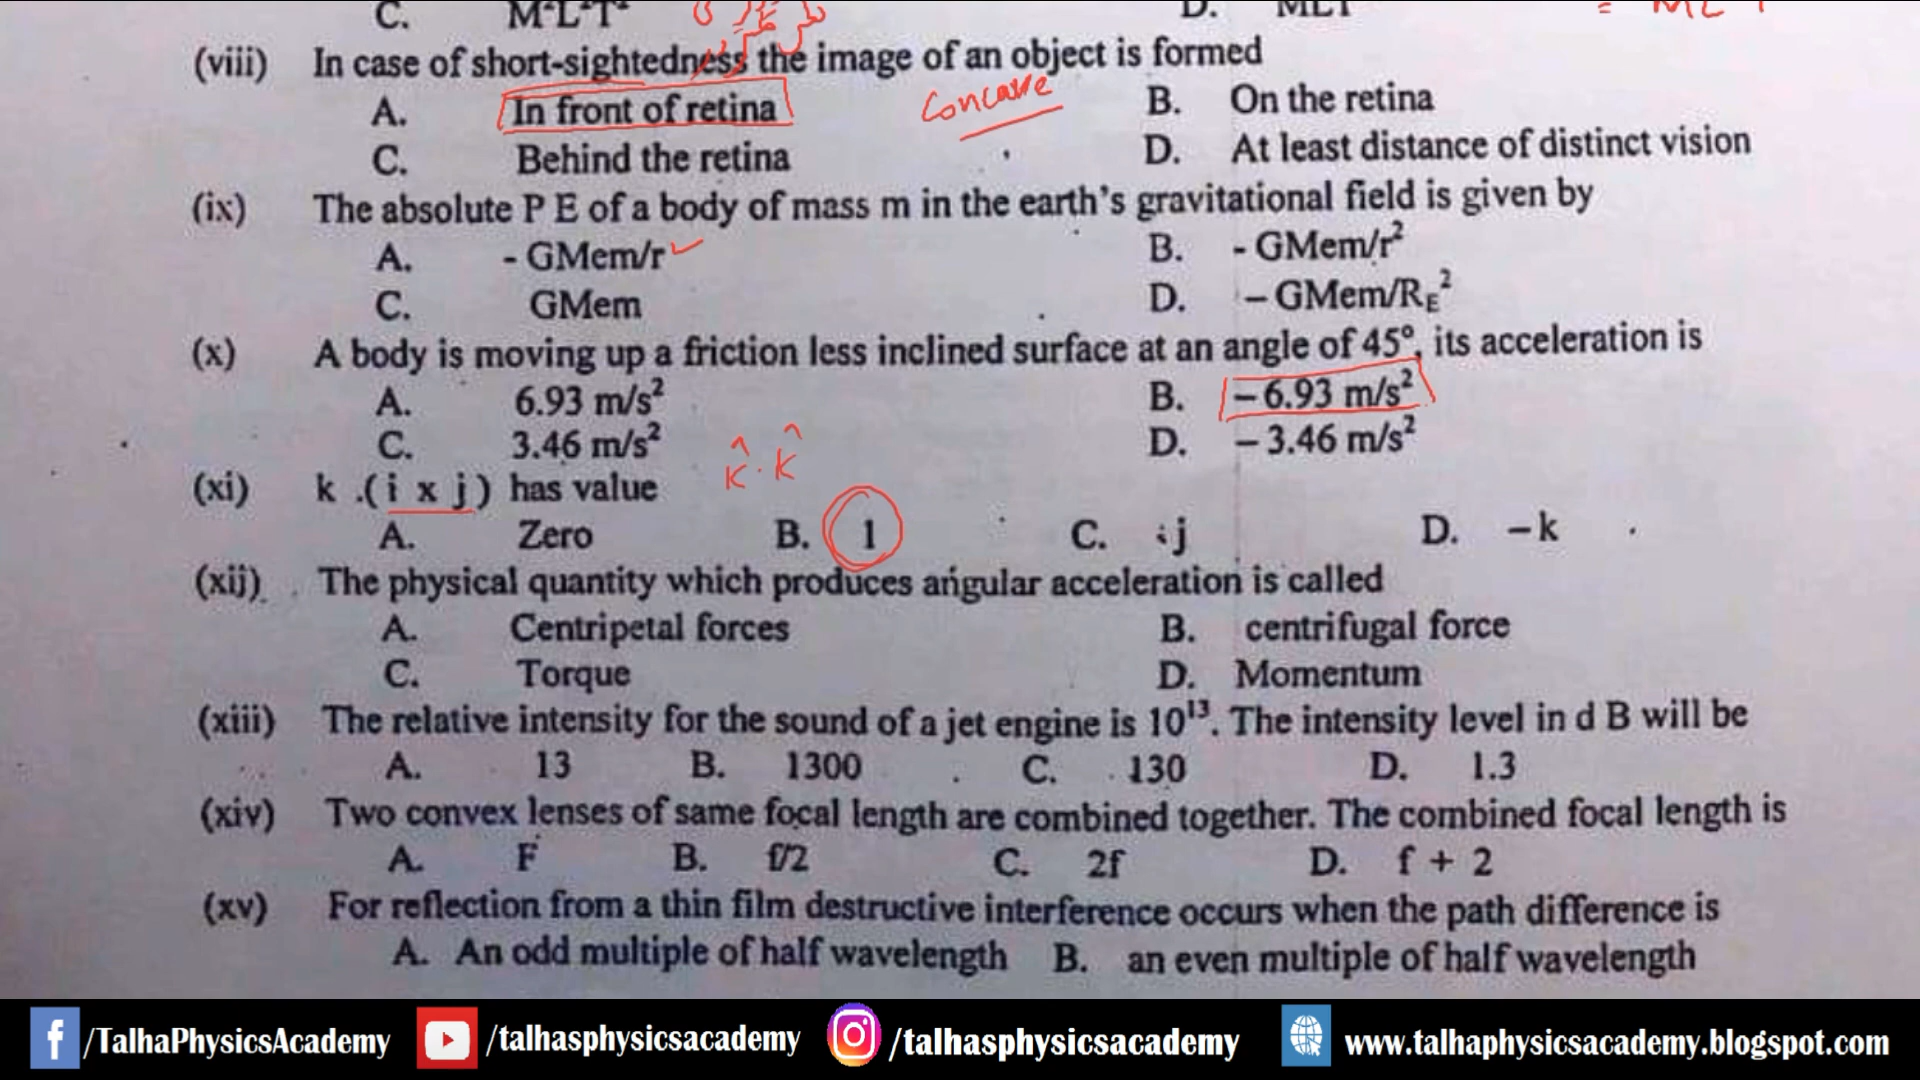 C. M²L²T² D. MLT = ML
(viii) In case of short-sightedness the image of an object is formed
A. In front of retina Concave B. On the retina
C. Behind the retina D. At least distance of distinct vision
(ix) The absolute P E of a body of mass m in the earth's gravitational field is given by
A. - GMem/r B. - GMem/r²
C. GMem D. – GMem/R_E²
(x) A body is moving up a friction less inclined surface at an angle of 45°, its acceleration is
A. 6.93 m/s² B. – 6.93 m/s²
C. 3.46 m/s² D. – 3.46 m/s²
k̂ . k̂
(xi) k .( i x j ) has value
A. Zero B. 1 C. j D. – k
(xij) The physical quantity which produces angular acceleration is called
A. Centripetal forces B. centrifugal force
C. Torque D. Momentum
(xiii) The relative intensity for the sound of a jet engine is 10¹³. The intensity level in d B will be
A. 13 B. 1300 C. 130 D. 1.3
(xiv) Two convex lenses of same focal length are combined together. The combined focal length is
A. F B. f/2 C. 2f D. f + 2
(xv) For reflection from a thin film destructive interference occurs when the path difference is
A. An odd multiple of half wavelength B. an even multiple of half wavelength
/TalhaPhysicsAcademy /talhasphysicsacademy /talhasphysicsacademy www.talhaphysicsacademy.blogspot.com